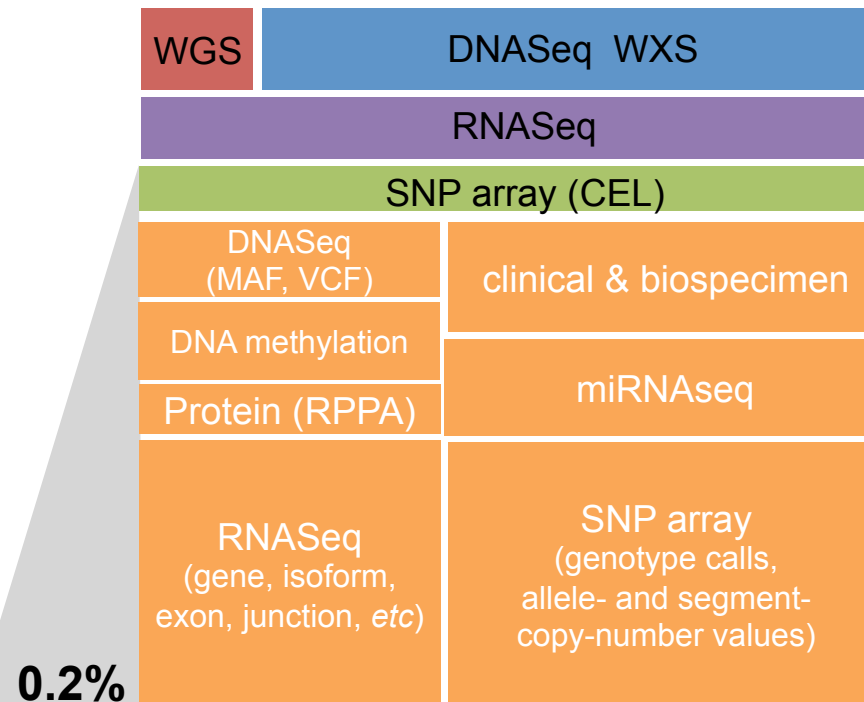 WGS
DNASeq WXS
RNASeq
SNP array (CEL)
DNASeq
(MAF, VCF)
clinical & biospecimen
DNA methylation
miRNAseq
Protein (RPPA)
RNASeq
(gene, isoform,
exon, junction, etc)
SNP array
(genotype calls,
allele- and segment-
copy-number values)
0.2%